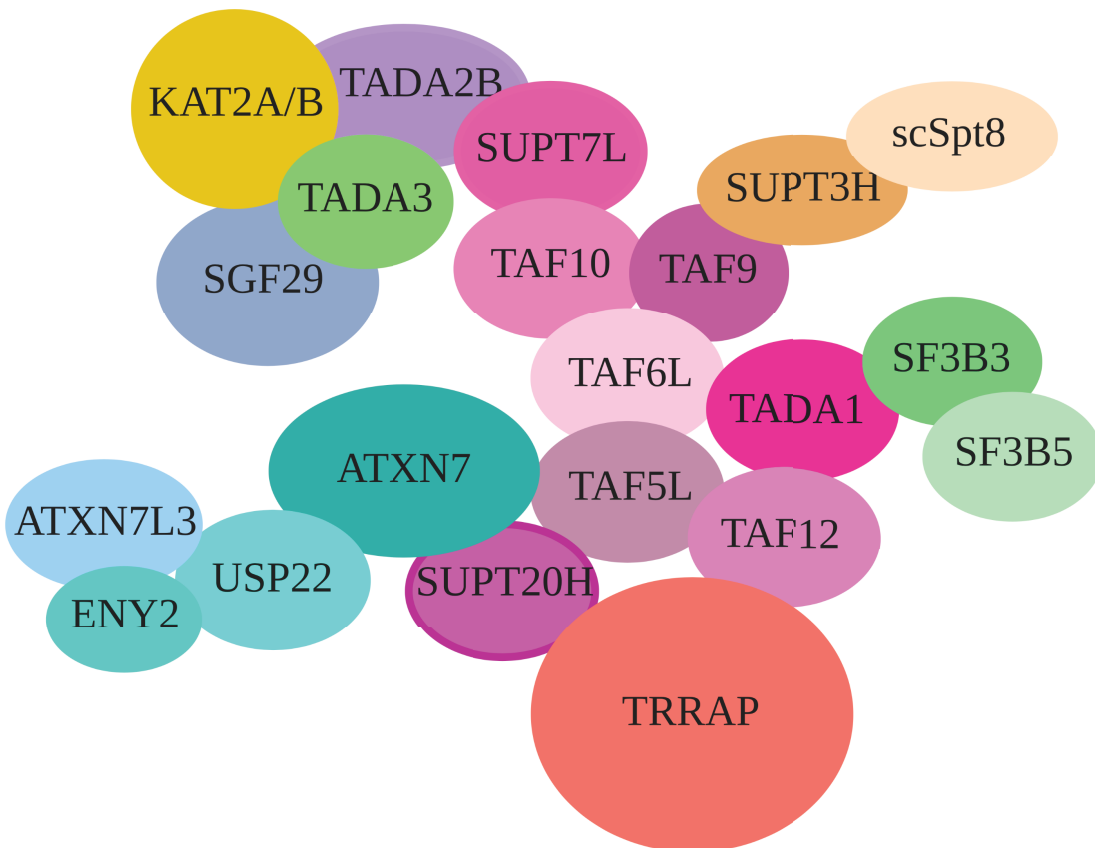 TADA2B
KAT2A/B
scSpt8
SUPT7L
SUPT3H
TADA3
TAF10
TAF9
SGF29
SF3B3
TAF6L
TADA1
SF3B5
ATXN7
TAF5L
ATXN7L3
TAF12
USP22
SUPT20H
ENY2
TRRAP